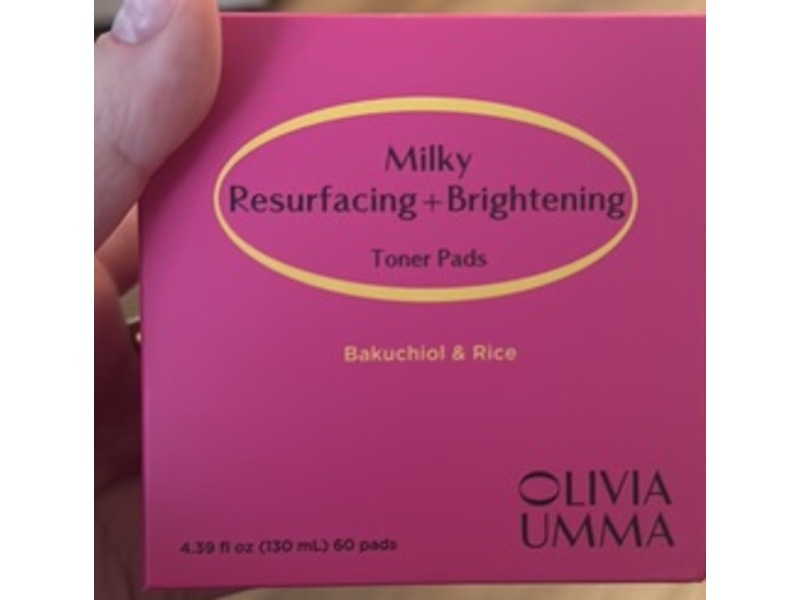 Milky
Resurfacing + Brightening
Toner Pads
Bakuchiol & Rice
OLIVIA
UMMA
4.39 fl oz (130 mL) 60 pads